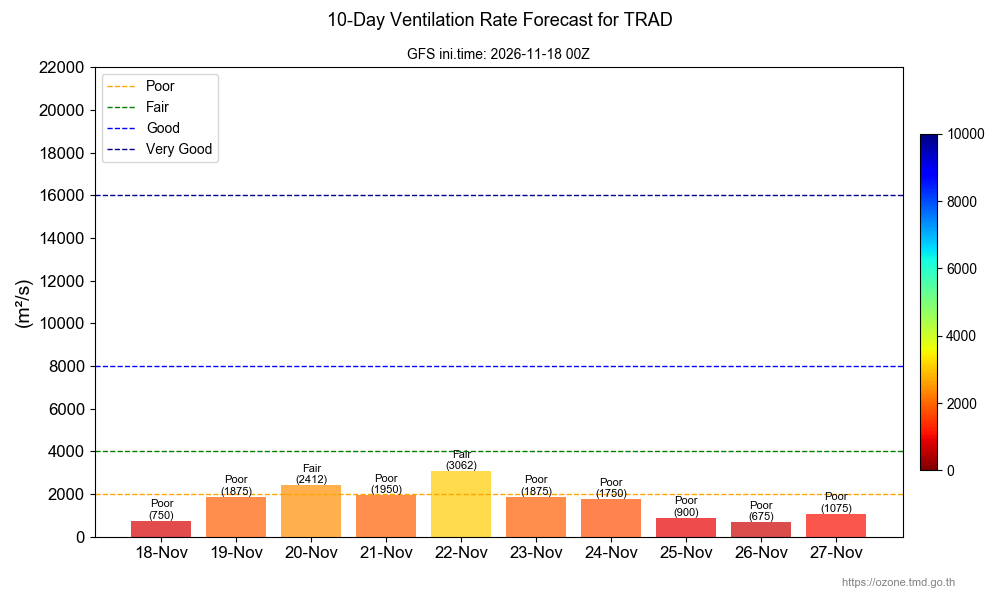 10-Day Ventilation Rate Forecast for TRAD
GFS ini.time: 2026-11-18 00Z
22000
20000
18000
16000
14000
12000
10000
8000
6000
4000
2000
0
(m²/s)
Poor
Fair
Good
Very Good
Poor
(750)
Poor
(1875)
Fair
(2412)
Poor
(1950)
Fair
(3062)
Poor
(1875)
Poor
(1750)
Poor
(900)
Poor
(675)
Poor
(1075)
18-Nov 19-Nov 20-Nov 21-Nov 22-Nov 23-Nov 24-Nov 25-Nov 26-Nov 27-Nov
10000
8000
6000
4000
2000
0
https://ozone.tmd.go.th